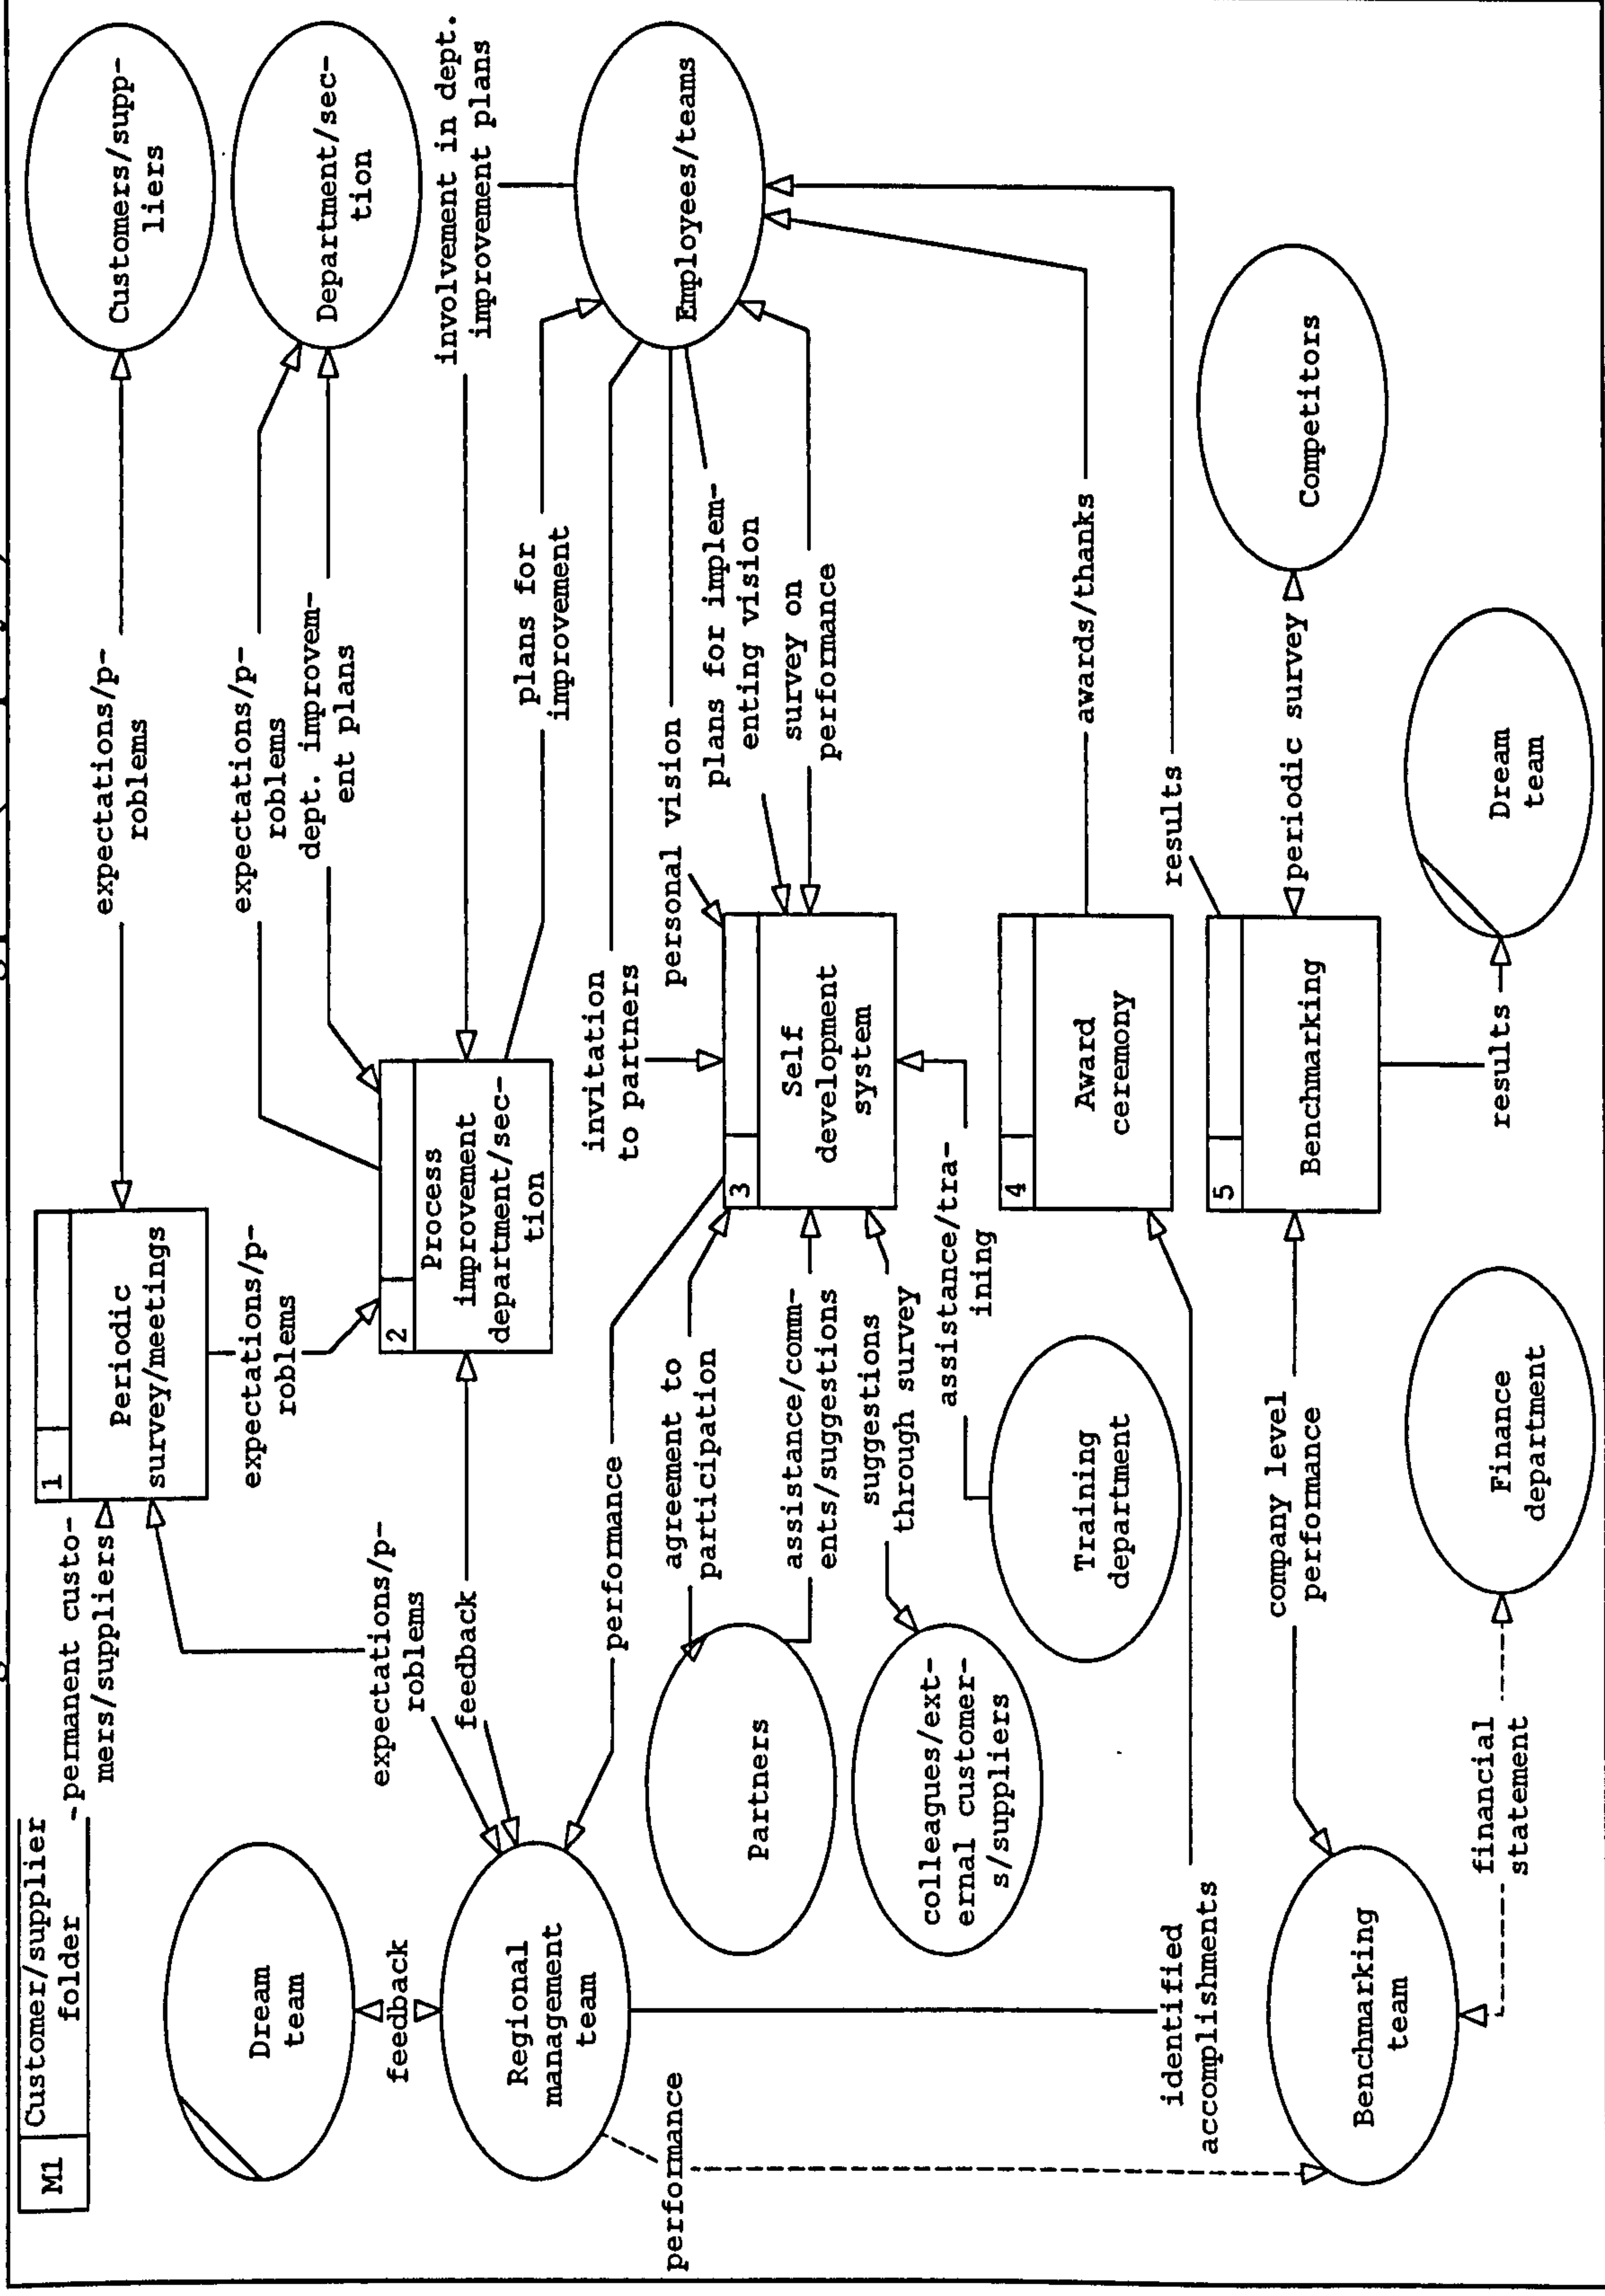 M1
Customer/supplier
folder
permanent custo-
mers/suppliers
1
Periodic
survey/meetings
expectations/p-
roblems
Customers/supp-
liers
Dream
team
feedback
Regional
management
team
expectations/p-
roblems
feedback
expectations/p-
roblems
2
Process
improvement
department/sec-
tion
expectations/p-
roblems
dept. improvem-
ent plans
Department/sec-
tion
involvement in dept.
improvement plans
plans for
improvement
Employees/teams
invitation
to partners
personal vision
plans for implem-
enting vision
survey on
performance
performance
agreement to
participation
Partners
assistance/comm-
ents/suggestions
3
Self
development
system
colleagues/ext-
ernal customer-
s/suppliers
suggestions
through survey
assistance/tra-
ining
Training
department
identified
accomplishments
4
Award
ceremony
awards/thanks
results
performance
Benchmarking
team
company level
performance
5
Benchmarking
periodic survey
Competitors
financial
statement
Finance
department
results
Dream
team